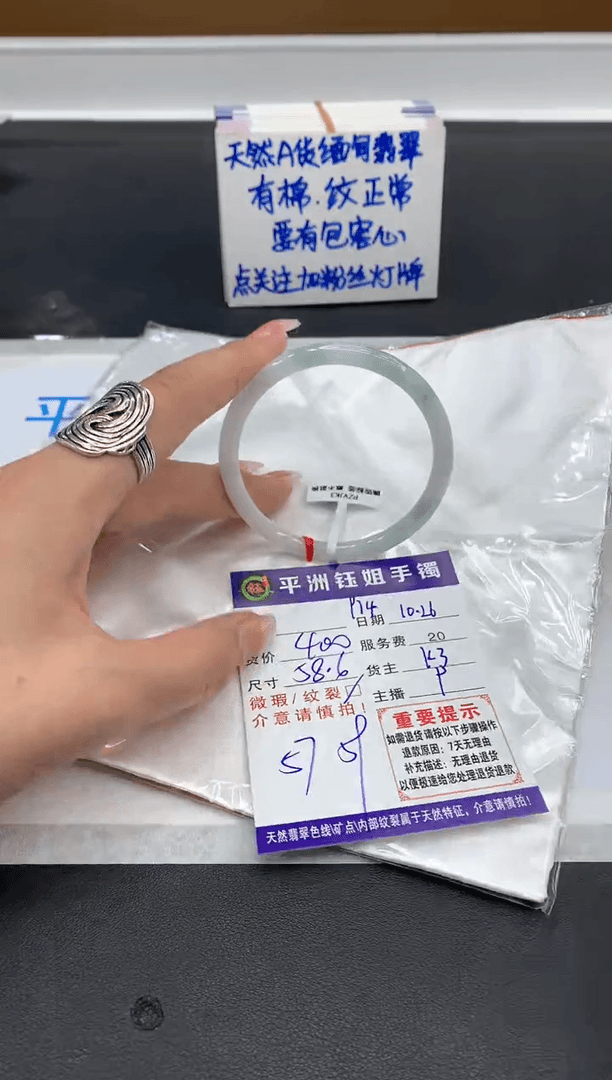 天然A货缅甸翡翠
有棉.纹正常
要有包容心
点关注加粉丝灯牌
平
PZVJK3
平洲钰姐手镯
日期 10.26
货价 400 服务费 20
尺寸 58.6 货主 K3
微瑕/纹裂 主播
介意请慎拍!
重要提示
如需退货请按以下步骤操作
退款原因:7天无理由
补充描述:无理由退货
以便极速给您处理退货退款
天然翡翠色线\矿点\内部纹裂属于天然特征,介意请慎拍!